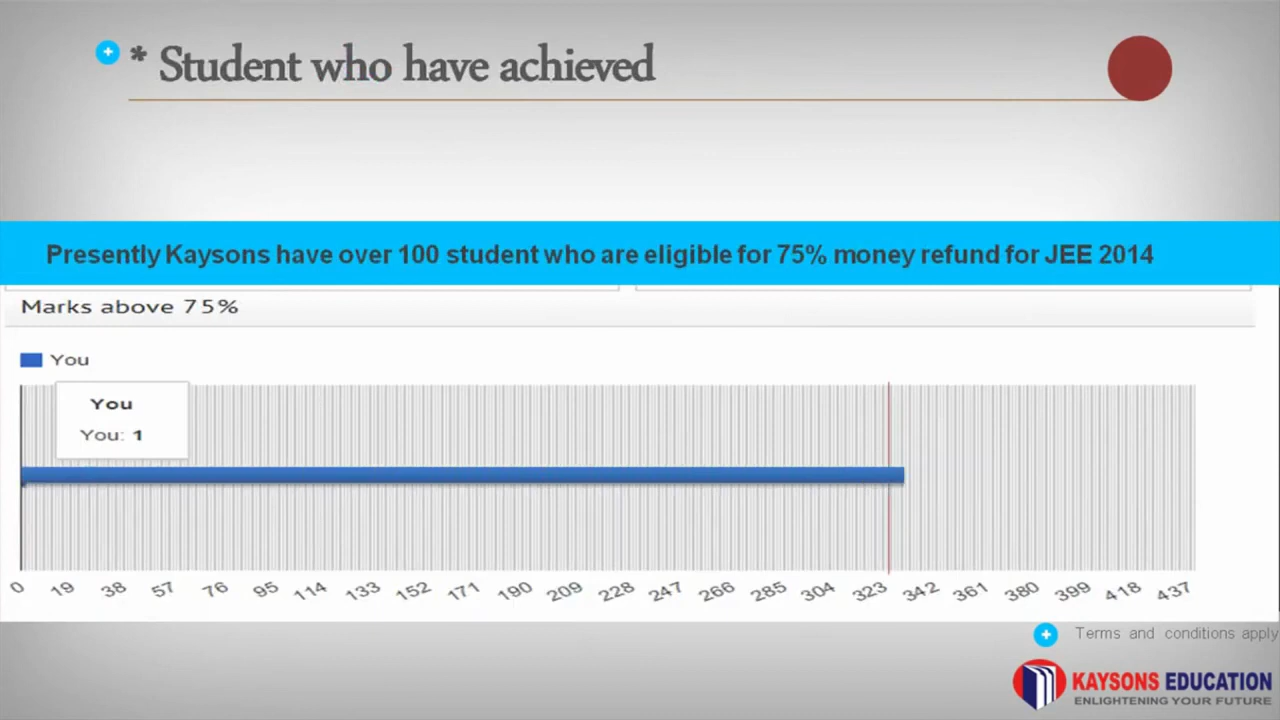 * Student who have achieved
Presently Kaysons have over 100 student who are eligible for 75% money refund for JEE 2014
Marks above 75%
You
You
You: 1
0 19 38 57 76 95 114 133 152 171 190 209 228 247 266 285 304 323 342 361 380 399 418 437
Terms and conditions apply
KAYSONS EDUCATION
ENLIGHTENING YOUR FUTURE